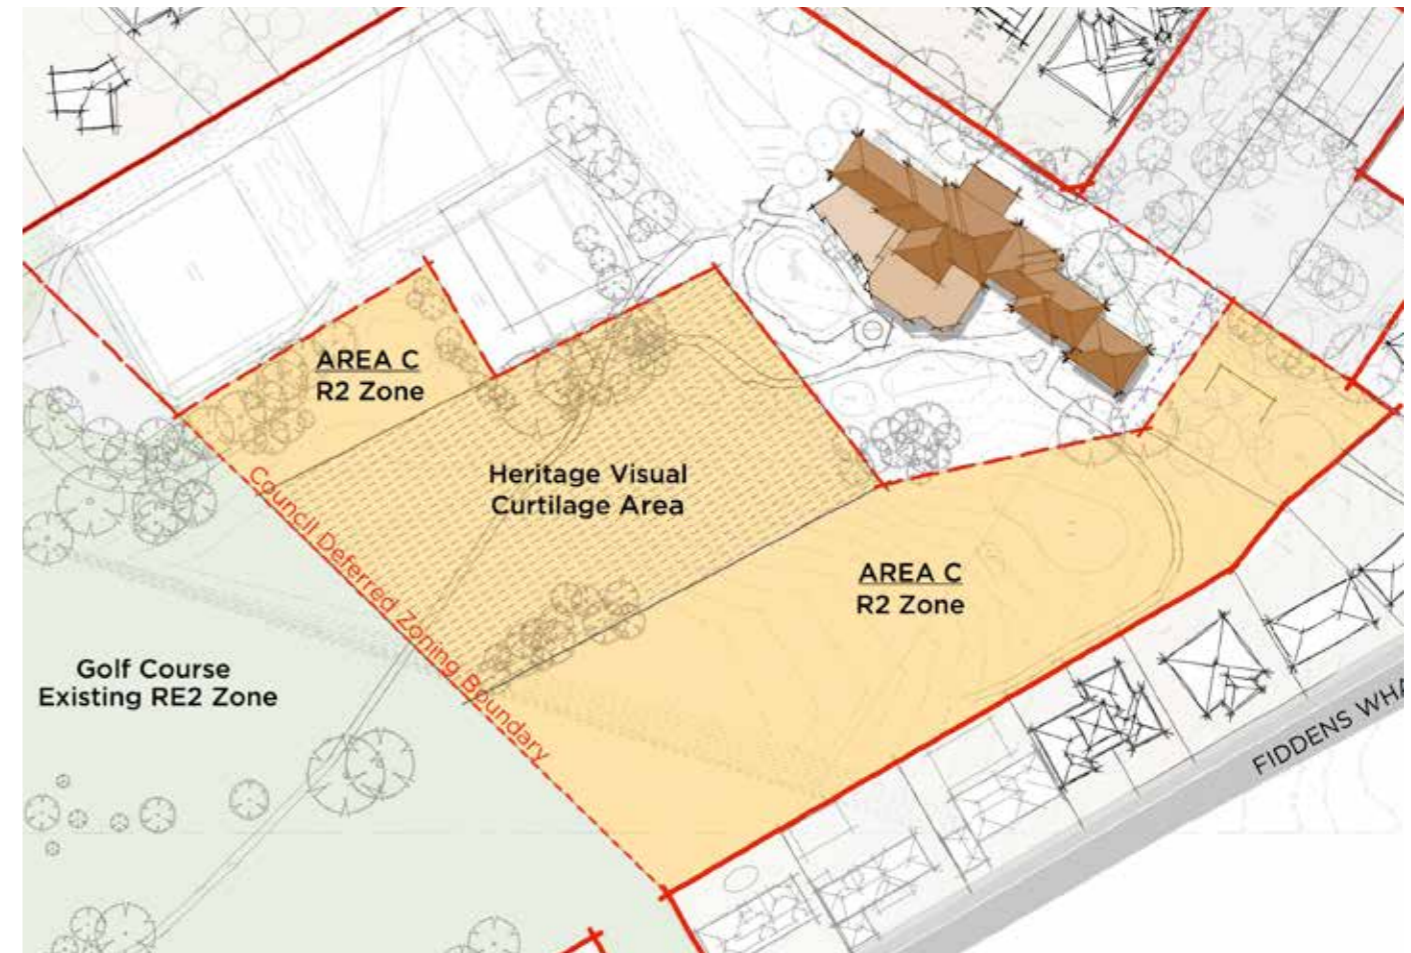 AREA C
R2 Zone
Heritage Visual
Curtilage Area
Council Deferred Zoning Boundary
AREA C
R2 Zone
Golf Course
Existing RE2 Zone
FIDDENS WHA